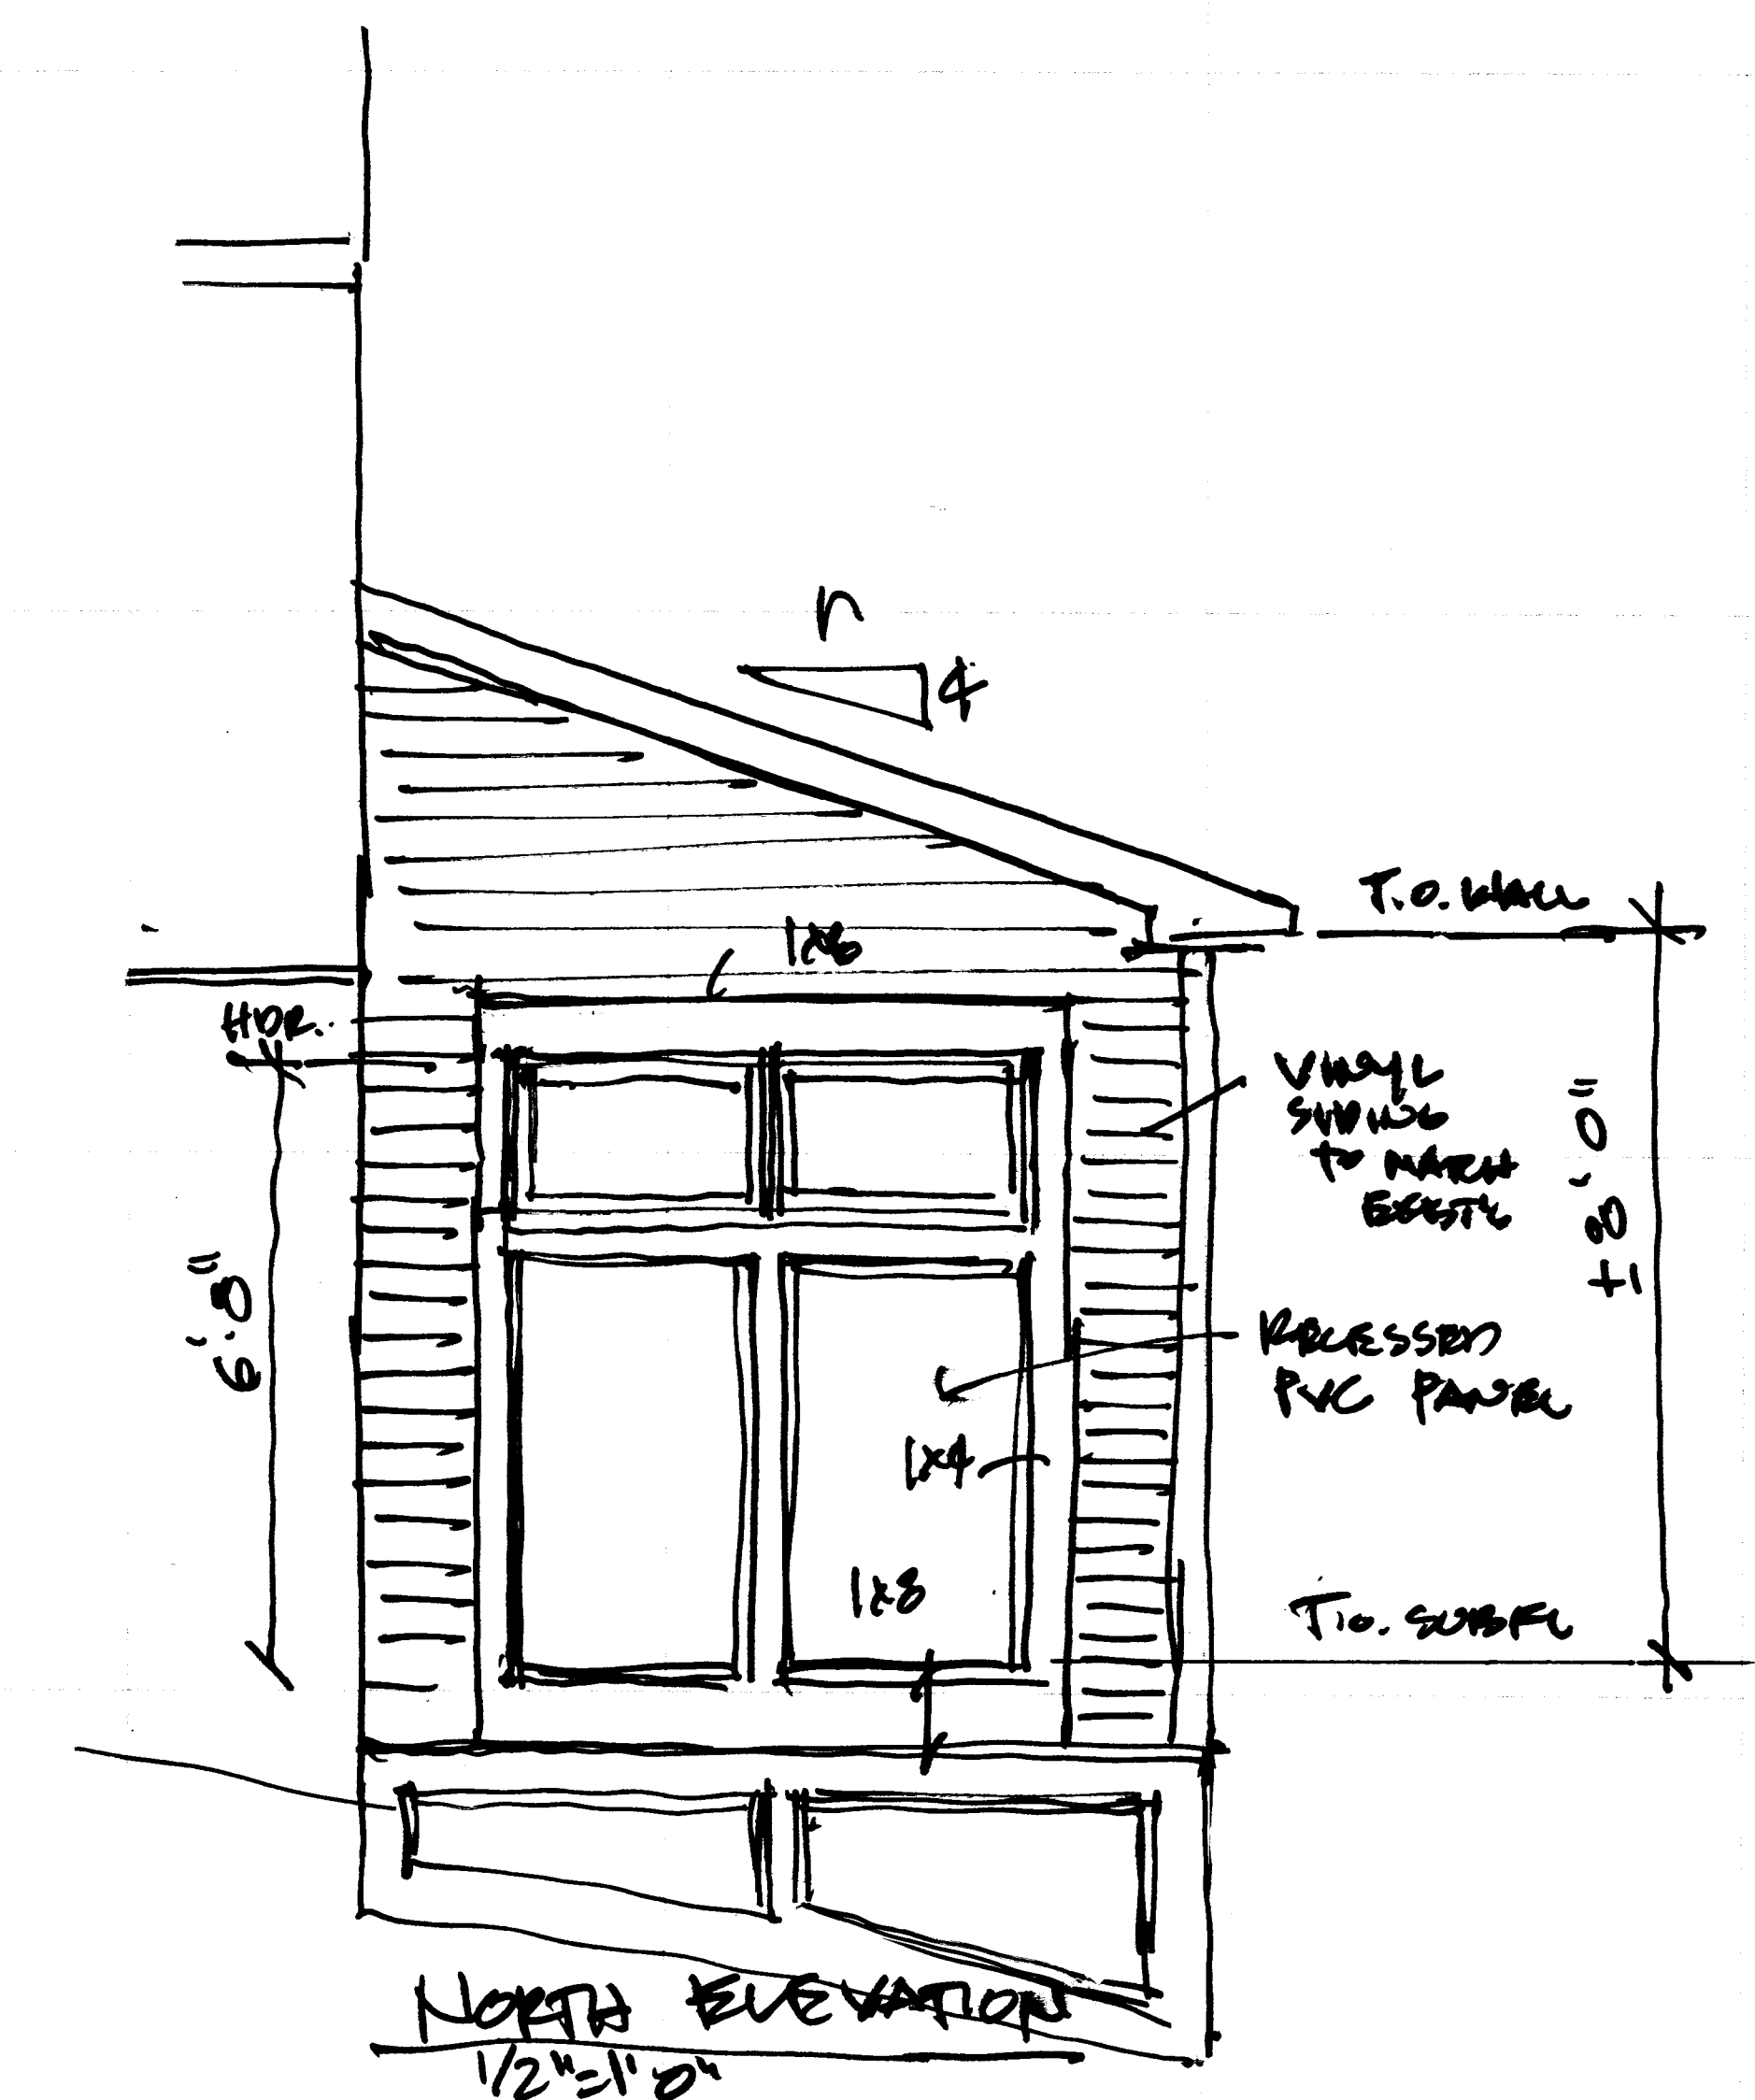 12
4
T.O. WALL
1x6
HDR.
VINYL
SIDING
TO MATCH
EXIST'G
± 8'-0"
6'-8"
RECESSED
PVC PANEL
1x4
1x8
T.O. SUBFL
NORTH ELEVATION
1/2"=1'0"